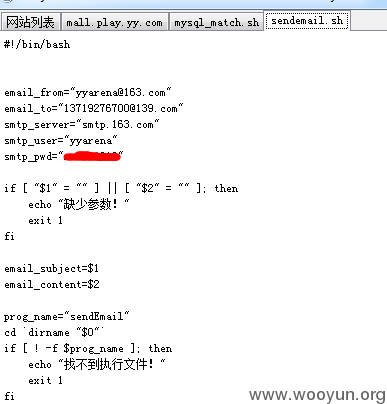 网站列表 mall.play.yy.com mysql_match.sh sendemail.sh
#!/bin/bash
email_from="yyarena@163.com"
email_to="13719276700@139.com"
smtp_server="smtp.163.com"
smtp_user="yyarena"
smtp_pwd="
if [ "$1" = "" ] || [ "$2" = "" ]; then
echo "缺少参数!"
exit 1
fi
email_subject=$1
email_content=$2
prog_name="sendEmail"
cd `dirname "$0"`
if [ ! -f $prog_name ]; then
echo "找不到执行文件!"
exit 1
fi
www.wooyun.org